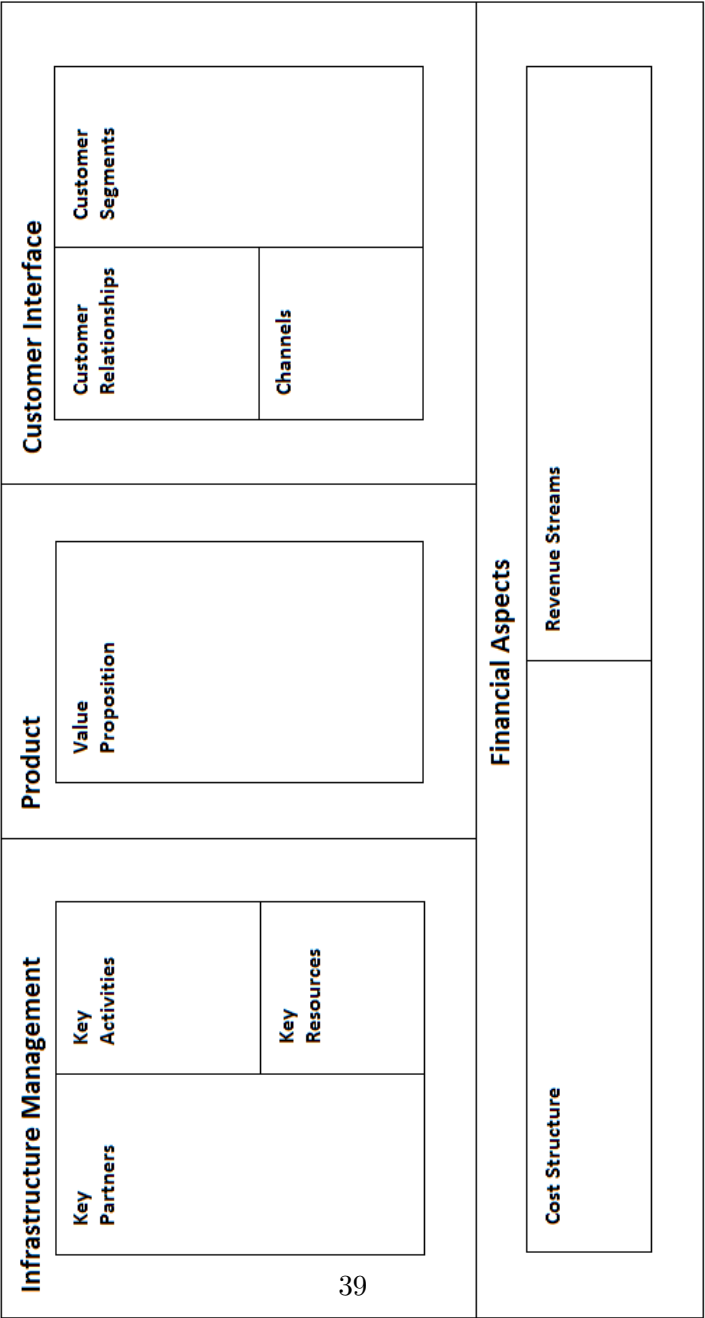 Infrastructure Management
Key
Partners
Key
Activities
Key
Resources
Product
Value
Proposition
Customer Interface
Customer
Relationships
Channels
Customer
Segments
Financial Aspects
Cost Structure
Revenue Streams
39